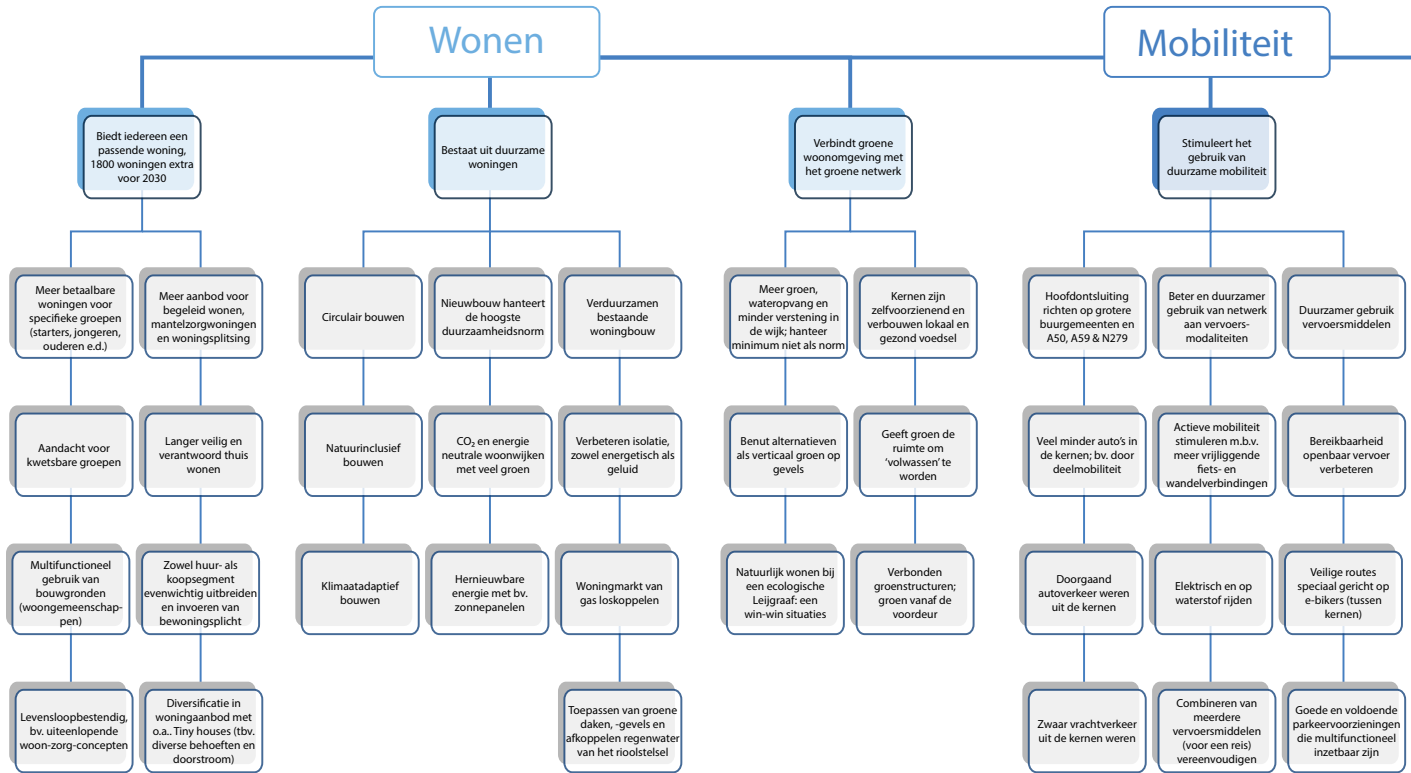 Wonen
Mobiliteit
Biedt iedereen een
passende woning,
1800 woningen extra
voor 2030
Bestaat uit duurzame
woningen
Verbindt groene
woonomgeving met
het groene netwerk
Stimuleert het
gebruik van
duurzame mobiliteit
Meer betaalbare
woningen voor
specifieke groepen
(starters, jongeren,
ouderen e.d.)
Meer aanbod voor
begeleid wonen,
mantelzorgwoningen
en woningsplitsing
Circulair bouwen
Nieuwbouw hanteert
de hoogste
duurzaamheidsnorm
Verduurzamen
bestaande
woningbouw
Meer groen,
wateropvang en
minder verstening in
de wijk; hanteer
minimum niet als norm
Kernen zijn
zelfvoorzienend en
verbouwen lokaal en
gezond voedsel
Hoofdontsluiting
richten op grotere
buurgemeenten en
A50, A59 & N279
Beter en duurzamer
gebruik van netwerk
aan vervoers-
modaliteiten
Duurzamer gebruik
vervoersmiddelen
Aandacht voor
kwetsbare groepen
Langer veilig en
verantwoord thuis
wonen
Natuurinclusief
bouwen
CO₂ en energie
neutrale woonwijken
met veel groen
Verbeteren isolatie,
zowel energetisch als
geluid
Benut alternatieven
als verticaal groen op
gevels
Geeft groen de
ruimte om
‘volwassen’ te
worden
Veel minder auto's in
de kernen; bv. door
deelmobiliteit
Actieve mobiliteit
stimuleren m.b.v.
meer vrijliggende
fiets- en
wandelverbindingen
Bereikbaarheid
openbaar vervoer
verbeteren
Multifunctioneel
gebruik van
bouwgronden
(woongemeenschap-
pen)
Zowel huur- als
koopsegment
evenwichtig uitbreiden
en invoeren van
bewoningsplicht
Klimaatadaptief
bouwen
Hernieuwbare
energie met bv.
zonnepanelen
Woningmarkt van
gas loskoppelen
Natuurlijk wonen bij
een ecologische
Leijgraaf: een
win-win situaties
Verbonden
groenstructuren;
groen vanaf de
voordeur
Doorgaand
autoverkeer weren
uit de kernen
Elektrisch en op
waterstof rijden
Veilige routes
speciaal gericht op
e-bikers (tussen
kernen)
Levensloopbestendig,
bv. uiteenlopende
woon-zorg-concepten
Diversificatie in
woningaanbod met
o.a.. Tiny houses (tbv.
diverse behoeften en
doorstroom)
Toepassen van groene
daken, -gevels en
afkoppelen regenwater
van het rioolstelsel
Zwaar vrachtverkeer
uit de kernen weren
Combineren van
meerdere
vervoersmiddelen
(voor een reis)
vereenvoudigen
Goede en voldoende
parkeervoorzieningen
die multifunctioneel
inzetbaar zijn